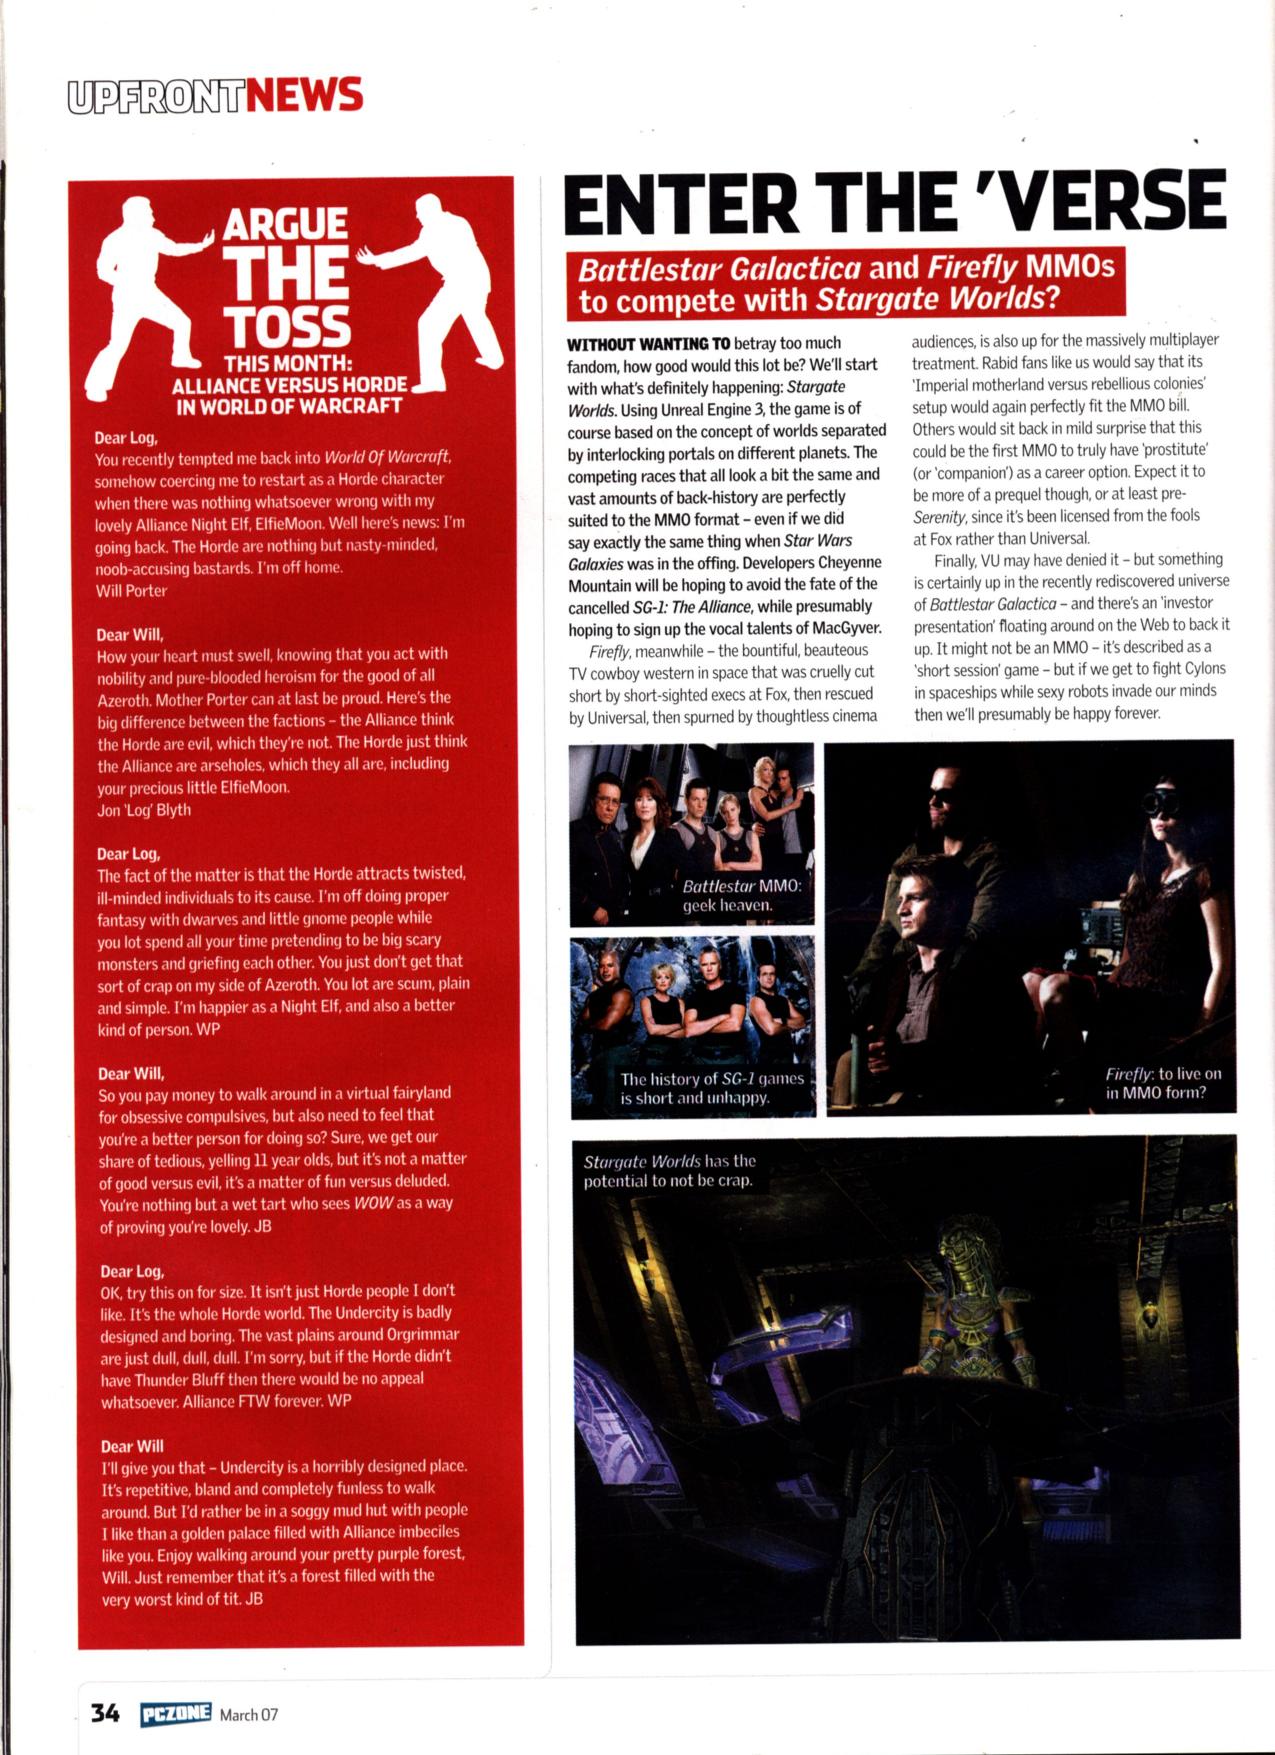 UPFRONTNEWS
ARGUE
THE
TOSS
THIS MONTH:
ALLIANCE VERSUS HORDE
IN WORLD OF WARCRAFT
Dear Log,
You recently tempted me back into World Of Warcraft,
somehow coercing me to restart as a Horde character
when there was nothing whatsoever wrong with my
lovely Alliance Night Elf, ElfieMoon. Well here's news: I'm
going back. The Horde are nothing but nasty-minded,
noob-accusing bastards. I'm off home.
Will Porter
Dear Will,
How your heart must swell, knowing that you act with
nobility and pure-blooded heroism for the good of all
Azeroth. Mother Porter can at last be proud. Here's the
big difference between the factions – the Alliance think
the Horde are evil, which they're not. The Horde just think
the Alliance are arseholes, which they all are, including
your precious little ElfieMoon.
Jon 'Log' Blyth
Dear Log,
The fact of the matter is that the Horde attracts twisted,
ill-minded individuals to its cause. I'm off doing proper
fantasy with dwarves and little gnome people while
you lot spend all your time pretending to be big scary
monsters and griefing each other. You just don't get that
sort of crap on my side of Azeroth. You lot are scum, plain
and simple. I'm happier as a Night Elf, and also a better
kind of person. WP
Dear Will,
So you pay money to walk around in a virtual fairyland
for obsessive compulsives, but also need to feel that
you're a better person for doing so? Sure, we get our
share of tedious, yelling 11 year olds, but it's not a matter
of good versus evil, it's a matter of fun versus deluded.
You're nothing but a wet tart who sees WOW as a way
of proving you're lovely. JB
Dear Log,
OK, try this on for size. It isn't just Horde people I don't
like. It's the whole Horde world. The Undercity is badly
designed and boring. The vast plains around Orgrimmar
are just dull, dull, dull. I'm sorry, but if the Horde didn't
have Thunder Bluff then there would be no appeal
whatsoever. Alliance FTW forever. WP
Dear Will
I'll give you that – Undercity is a horribly designed place.
It's repetitive, bland and completely funless to walk
around. But I'd rather be in a soggy mud hut with people
I like than a golden palace filled with Alliance imbeciles
like you. Enjoy walking around your pretty purple forest,
Will. Just remember that it's a forest filled with the
very worst kind of tit. JB
ENTER THE 'VERSE
Battlestar Galactica and Firefly MMOs
to compete with Stargate Worlds?
WITHOUT WANTING TO betray too much
fandom, how good would this lot be? We'll start
with what's definitely happening: Stargate
Worlds. Using Unreal Engine 3, the game is of
course based on the concept of worlds separated
by interlocking portals on different planets. The
competing races that all look a bit the same and
vast amounts of back-history are perfectly
suited to the MMO format – even if we did
say exactly the same thing when Star Wars
Galaxies was in the offing. Developers Cheyenne
Mountain will be hoping to avoid the fate of the
cancelled SG-1: The Alliance, while presumably
hoping to sign up the vocal talents of MacGyver.
Firefly, meanwhile – the bountiful, beauteous
TV cowboy western in space that was cruelly cut
short by short-sighted execs at Fox, then rescued
by Universal, then spurned by thoughtless cinema
audiences, is also up for the massively multiplayer
treatment. Rabid fans like us would say that its
'Imperial motherland versus rebellious colonies'
setup would again perfectly fit the MMO bill.
Others would sit back in mild surprise that this
could be the first MMO to truly have 'prostitute'
(or 'companion') as a career option. Expect it to
be more of a prequel though, or at least pre-
Serenity, since it's been licensed from the fools
at Fox rather than Universal.
Finally, VU may have denied it – but something
is certainly up in the recently rediscovered universe
of Battlestar Galactica – and there's an 'investor
presentation' floating around on the Web to back it
up. It might not be an MMO – it's described as a
'short session' game – but if we get to fight Cylons
in spaceships while sexy robots invade our minds
then we'll presumably be happy forever.
Battlestar MMO:
geek heaven.
The history of SG-1 games
is short and unhappy.
Firefly: to live on
in MMO form?
Stargate Worlds has the
potential to not be crap.
34 PCZONE March 07